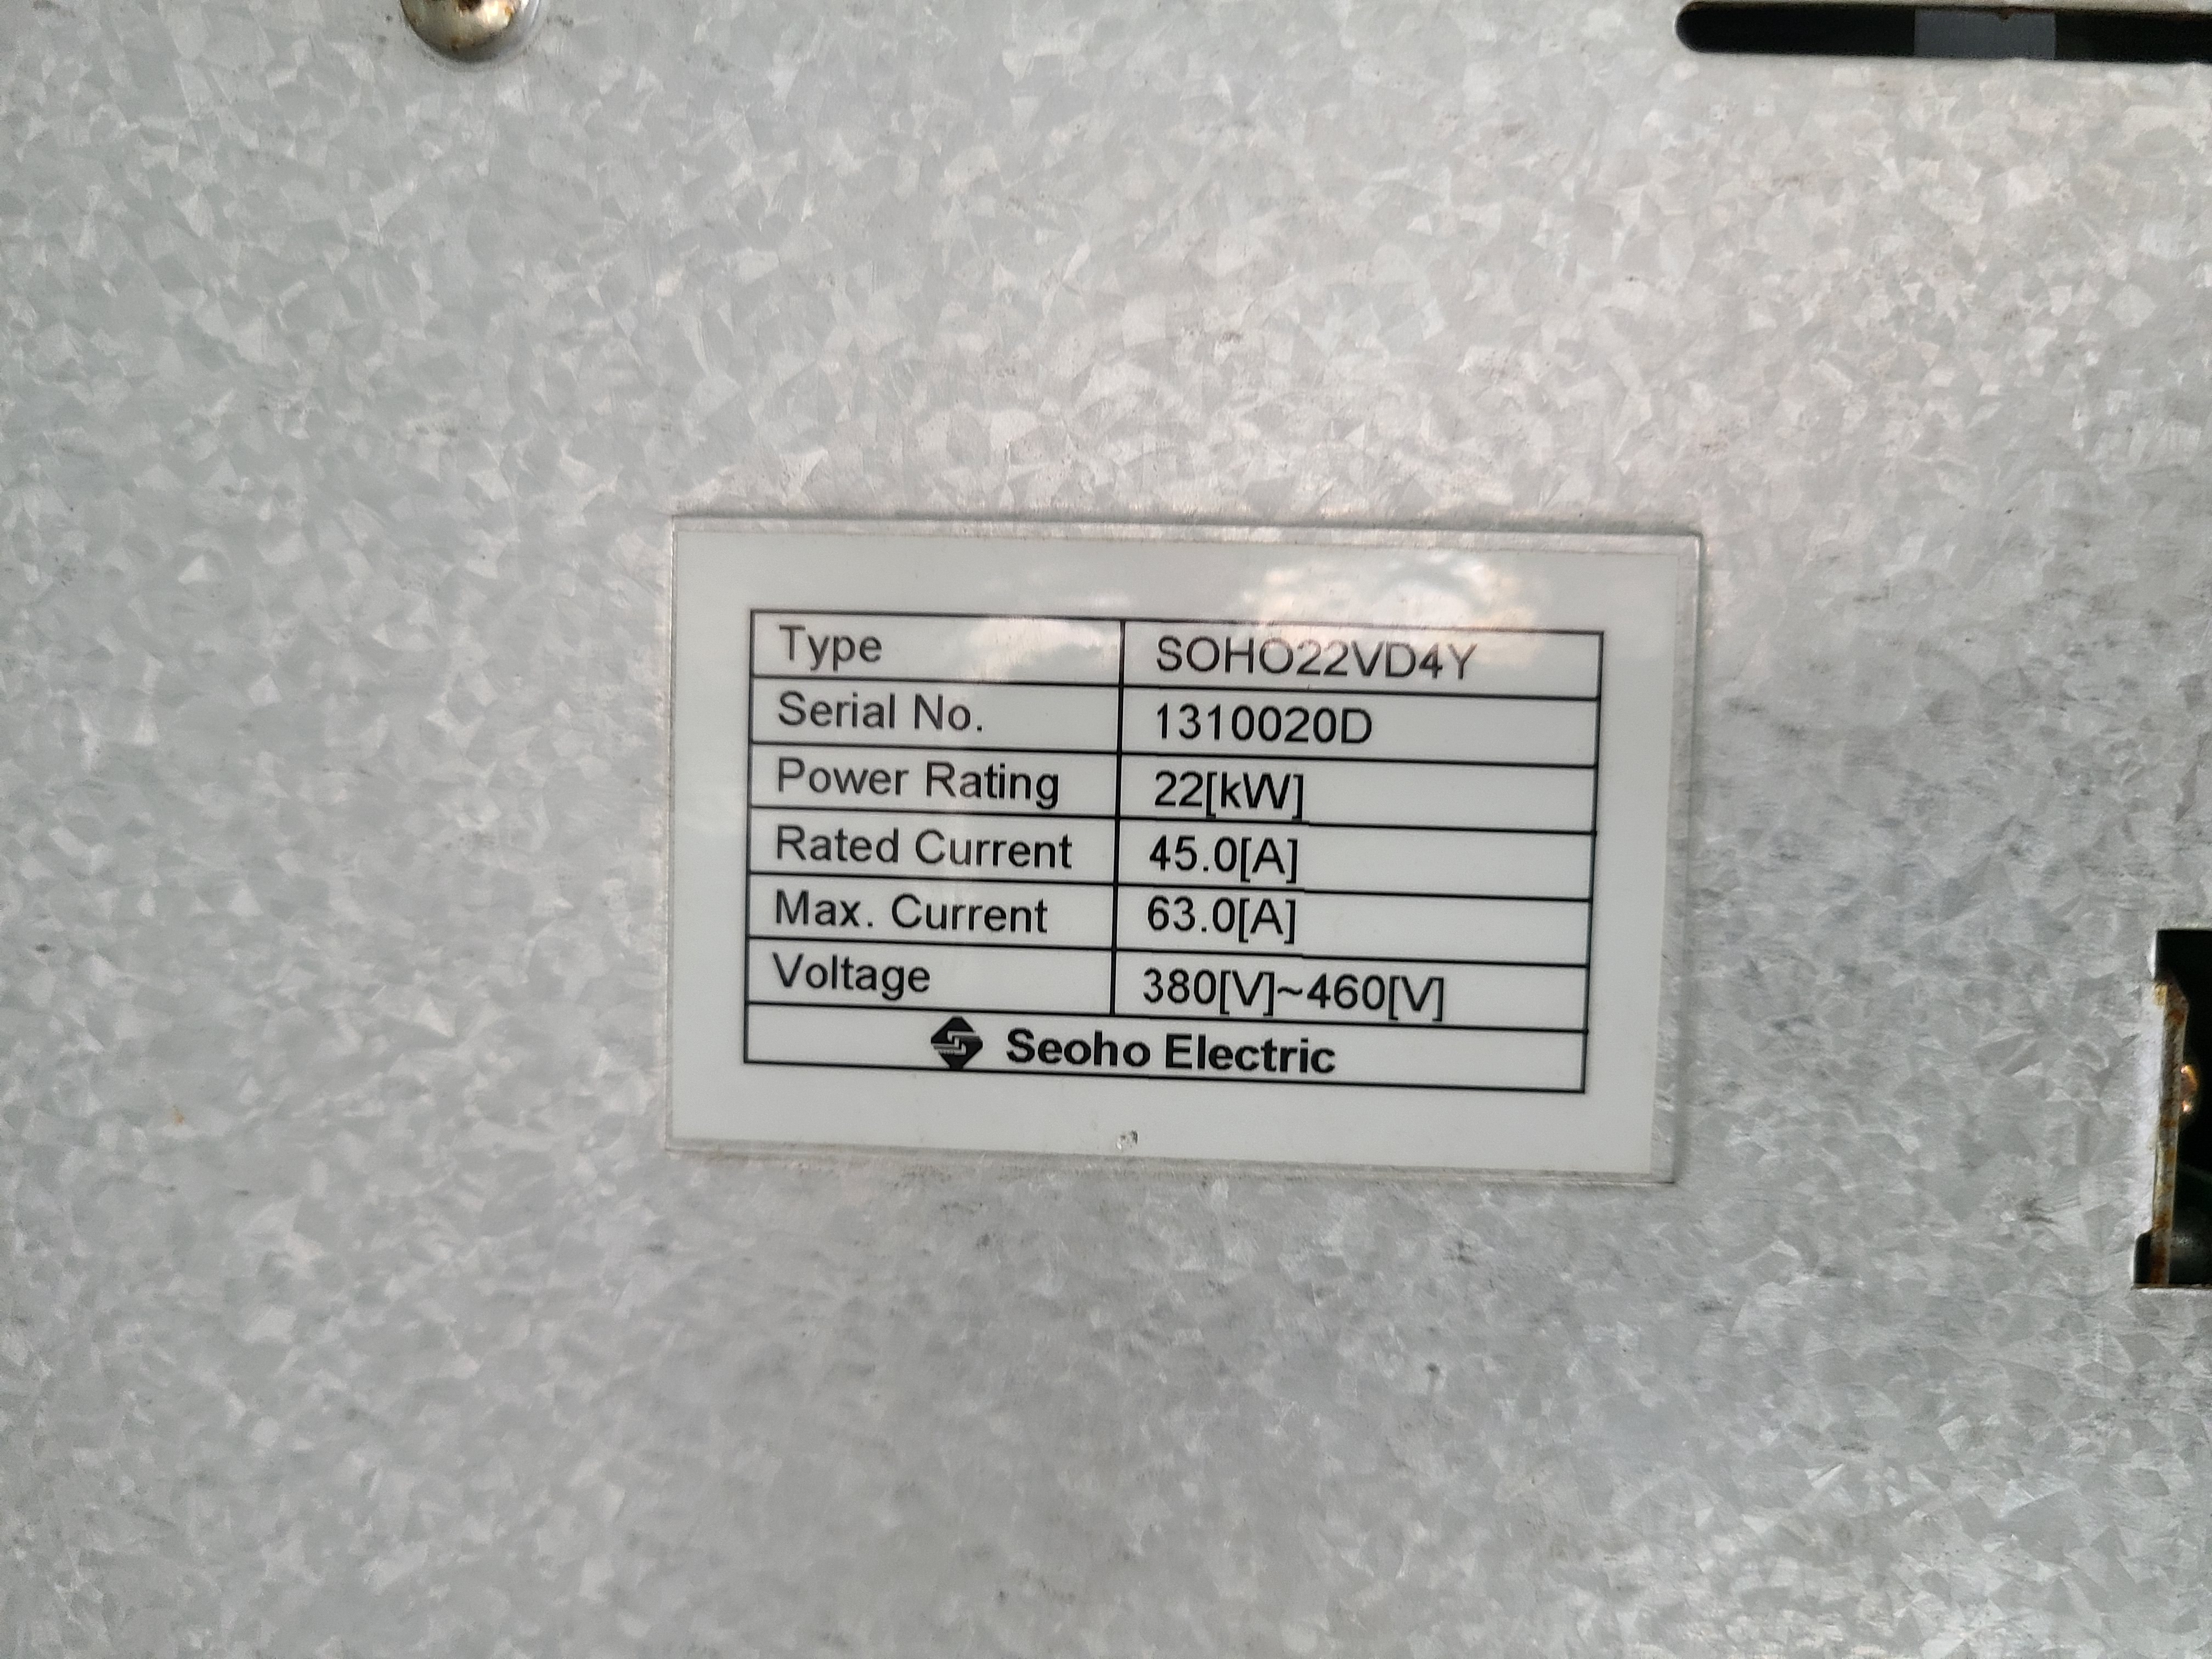 Type SOHO22VD4Y
Serial No. 1310020D
Power Rating 22[kW]
Rated Current 45.0[A]
Max. Current 63.0[A]
Voltage 380[V]~460[V]
Seoho Electric